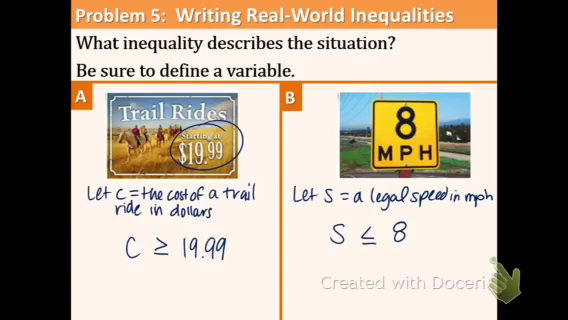 Problem 5: Writing Real-World Inequalities
What inequality describes the situation?
Be sure to define a variable.
A
Trail Rides
Starting at
$19.99
Let C = the cost of a trail
ride in dollars
C ≥ 19.99
B
8
MPH
Let S = a legal speed in mph
S ≤ 8
Created with Doceri